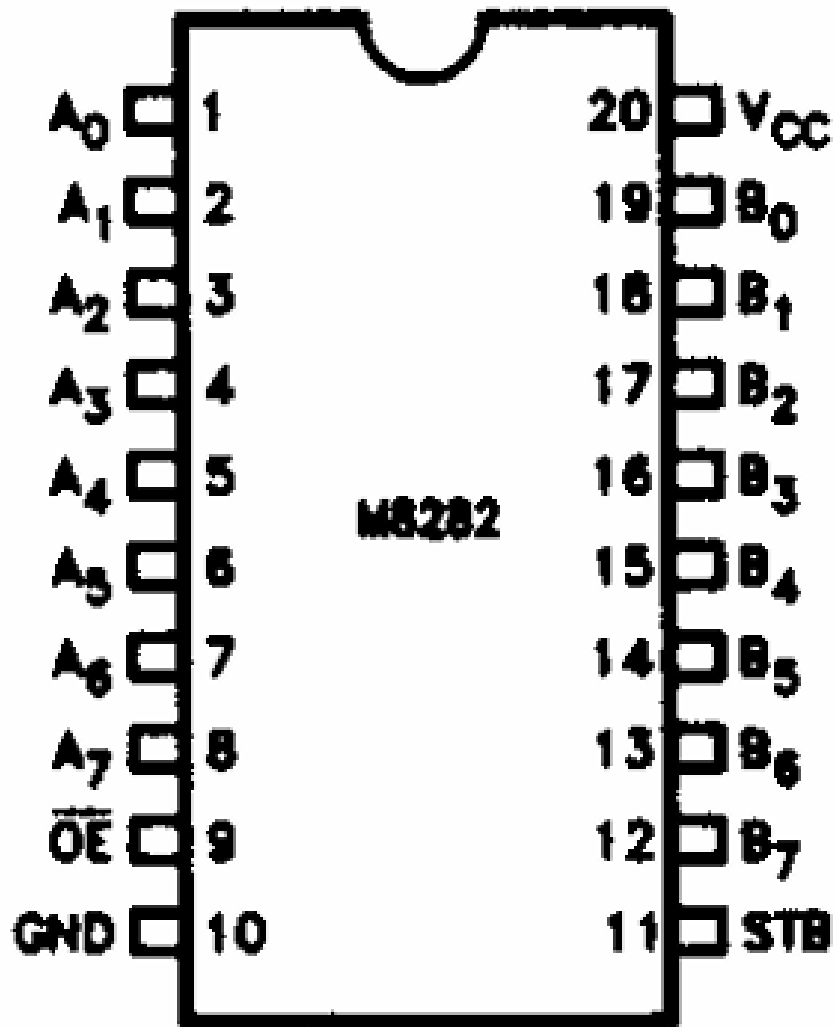 A₀ 1 20 V_CC
A₁ 2 19 B₀
A₂ 3 18 B₁
A₃ 4 17 B₂
A₄ 5 16 B₃
M8282
A₅ 6 15 B₄
A₆ 7 14 B₅
A₇ 8 13 B₆
O̅E̅ 9 12 B₇
GND 10 11 STB